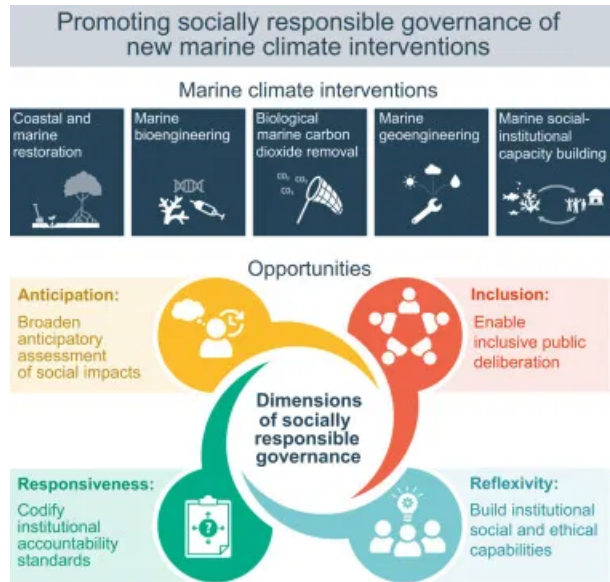 Promoting socially responsible governance of
new marine climate interventions
Marine climate interventions
Coastal and
marine
restoration
Marine
bioengineering
Biological
marine carbon
dioxide removal
CO₂ CO₂
CO₂
Marine
geoengineering
Marine social-
institutional
capacity building
Opportunities
Anticipation:
Broaden
anticipatory
assessment
of social impacts
Inclusion:
Enable
inclusive public
deliberation
Dimensions
of socially
responsible
governance
Responsiveness:
Codify
institutional
accountability
standards
?
Reflexivity:
Build institutional
social and ethical
capabilities